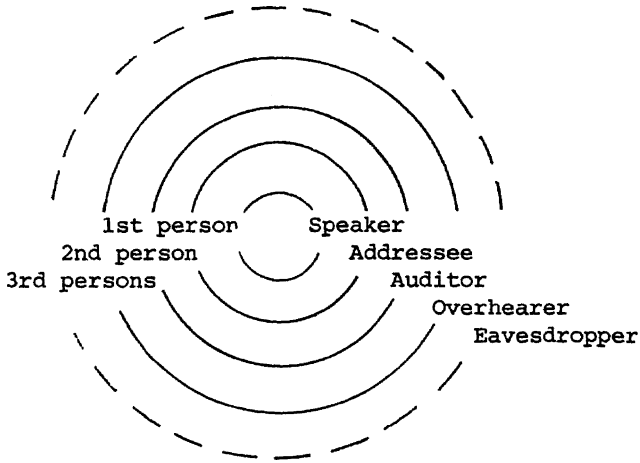 1st person Speaker
2nd person Addressee
3rd persons Auditor
Overhearer
Eavesdropper